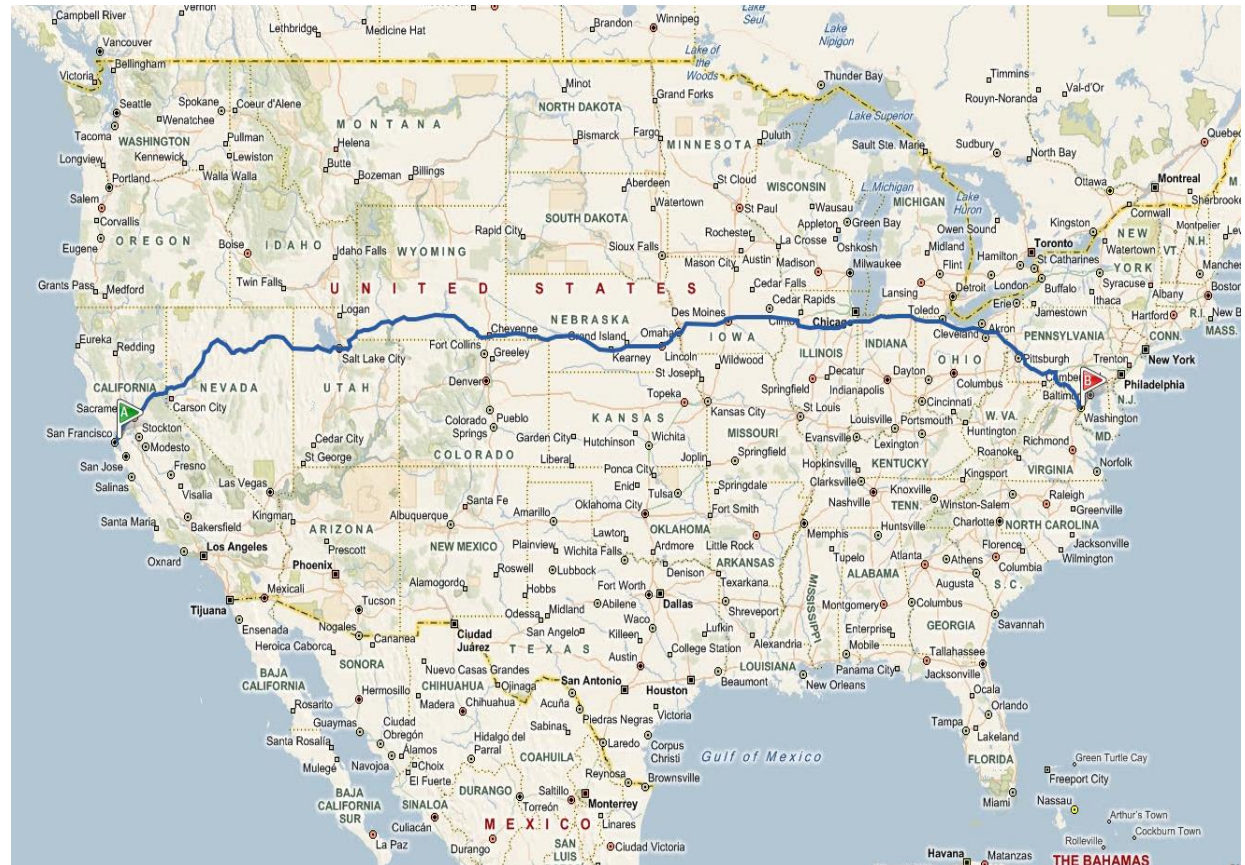 Campbell River
Vernon
Lethbridge
Medicine Hat
Brandon
Winnipeg
Lake Seul
Lake Nipigon
Vancouver
Victoria
Bellingham
Lake of the Woods
Thunder Bay
Timmins
Rouyn-Noranda
Val-d'Or
Seattle
Tacoma
Spokane
Coeur d'Alene
Wenatchee
WASHINGTON
Pullman
Lewiston
Longview
Kennewick
Walla Walla
Portland
Salem
Corvallis
Eugene
OREGON
Grants Pass
Medford
MONTANA
Helena
Butte
Bozeman
Billings
IDAHO
Boise
Idaho Falls
Twin Falls
WYOMING
Minot
Grand Forks
NORTH DAKOTA
Bismarck
Fargo
MINNESOTA
Duluth
Lake Superior
Sault Ste. Marie
Sudbury
North Bay
Ottawa
Montreal
Quebec
Cornwall
Sherbrooke
Aberdeen
Watertown
SOUTH DAKOTA
Rapid City
Sioux Falls
St Cloud
St Paul
WISCONSIN
Wausau
Appleton
Green Bay
Oshkosh
Rochester
La Crosse
Austin
Mason City
Madison
Milwaukee
L. Michigan
MICHIGAN
Lake Huron
Owen Sound
Midland
Flint
Lansing
Detroit
Toronto
Hamilton
St Catharines
London
Buffalo
Erie
Kingston
Watertown
Montpelier
VT.
N.H.
NEW YORK
Syracuse
Ithaca
Albany
Manches
Boston
MASS.
Hartford
CONN.
R.I.
New B
Jamestown
UNITED STATES
Logan
Salt Lake City
Eureka
Redding
CALIFORNIA
NEVADA
UTAH
Sacrame
A
Carson City
San Francisco
Stockton
Modesto
San Jose
Salinas
Fresno
Visalia
Cedar City
St George
Las Vegas
Kingman
Santa Maria
Bakersfield
Oxnard
Los Angeles
Cheyenne
Fort Collins
Greeley
Denver
Colorado Springs
Pueblo
COLORADO
NEBRASKA
Grand Island
Kearney
Omaha
Lincoln
Des Moines
IOWA
Cedar Falls
Cedar Rapids
Clinton
Wildwood
St Joseph
Topeka
Kansas City
KANSAS
Garden City
Hutchinson
Wichita
Liberal
Chicago
ILLINOIS
INDIANA
Decatur
Springfield
Indianapolis
St Louis
MISSOURI
Springfield
Joplin
Toledo
Cleveland
Akron
OHIO
Dayton
Columbus
Cincinnati
Portsmouth
Huntington
PENNSYLVANIA
Pittsburgh
Trenton
New York
Philadelphia
N.J.
B
Baltimo
Washington
MD.
W. VA.
Richmond
VIRGINIA
Roanoke
Norfolk
Louisville
Evansville
Lexington
KENTUCKY
Kingsport
Hopkinsville
Clarksville
Nashville
Knoxville
TENN.
Winston-Salem
Raleigh
Greenville
Charlotte
NORTH CAROLINA
Jacksonville
Wilmington
Florence
Columbia
S. C.
ARIZONA
Prescott
Phoenix
Tucson
Nogales
Santa Fe
Albuquerque
NEW MEXICO
Roswell
Alamogordo
Hobbs
Ponca City
Enid
Tulsa
Oklahoma City
OKLAHOMA
Lawton
Ardmore
Amarillo
Plainview
Lubbock
Wichita Falls
Springdale
Fort Smith
Little Rock
ARKANSAS
Texarkana
Denison
Memphis
Tupelo
Huntsville
Atlanta
Athens
Augusta
ALABAMA
MISSISSIPPI
Montgomery
Columbus
GEORGIA
Savannah
Enterprise
Tallahassee
Jacksonville
Mobile
Panama City
LOUISIANA
Alexandria
Shreveport
New Orleans
Fort Worth
Dallas
Abilene
Midland
Odessa
San Angelo
Waco
Killeen
Lufkin
College Station
TEXAS
Austin
San Antonio
Houston
Beaumont
Victoria
Corpus Christi
Laredo
Brownsville
Gulf of Mexico
Ocala
Orlando
Tampa
Lakeland
FLORIDA
Miami
Green Turtle Cay
Freeport City
Nassau
Arthur's Town
Cockburn Town
Rolleville
THE BAHAMAS
Havana
Matanzas
Tijuana
Mexicali
Ensenada
Heroica Caborca
Cananea
Ciudad Juárez
BAJA CALIFORNIA
SONORA
Nuevo Casas Grandes
CHIHUAHUA
Ojinaga
Madera
Chihuahua
Hermosillo
Rosarito
Guaymas
Ciudad Obregón
Santa Rosalía
Mulegé
Navojoa
Álamos
Choix
El Fuerte
Hidalgo del Parral
Acuña
Piedras Negras
Sabinas
COAHUILA
Reynosa
BAJA CALIFORNIA SUR
SINALOA
DURANGO
Torreón
Saltillo
Monterrey
Linares
Culiacán
La Paz
Durango
MEXICO
SAN LUIS
Ciudad Victoria